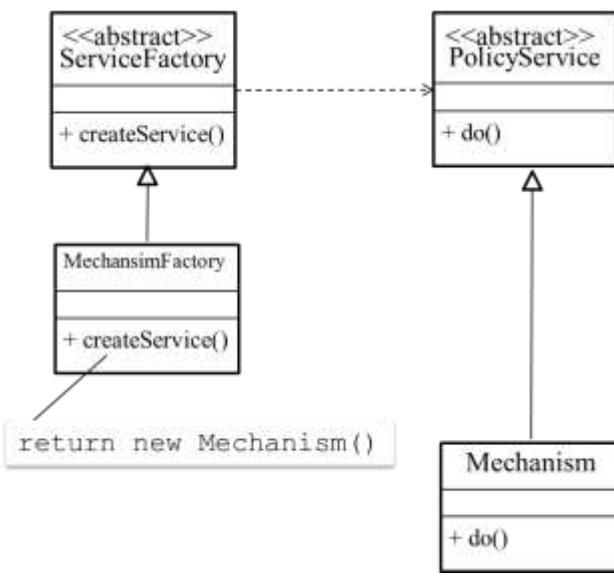 <<abstract>>
ServiceFactory
+ createService()
<<abstract>>
PolicyService
+ do()
MechansimFactory
+ createService()
return new Mechanism()
Mechanism
+ do()